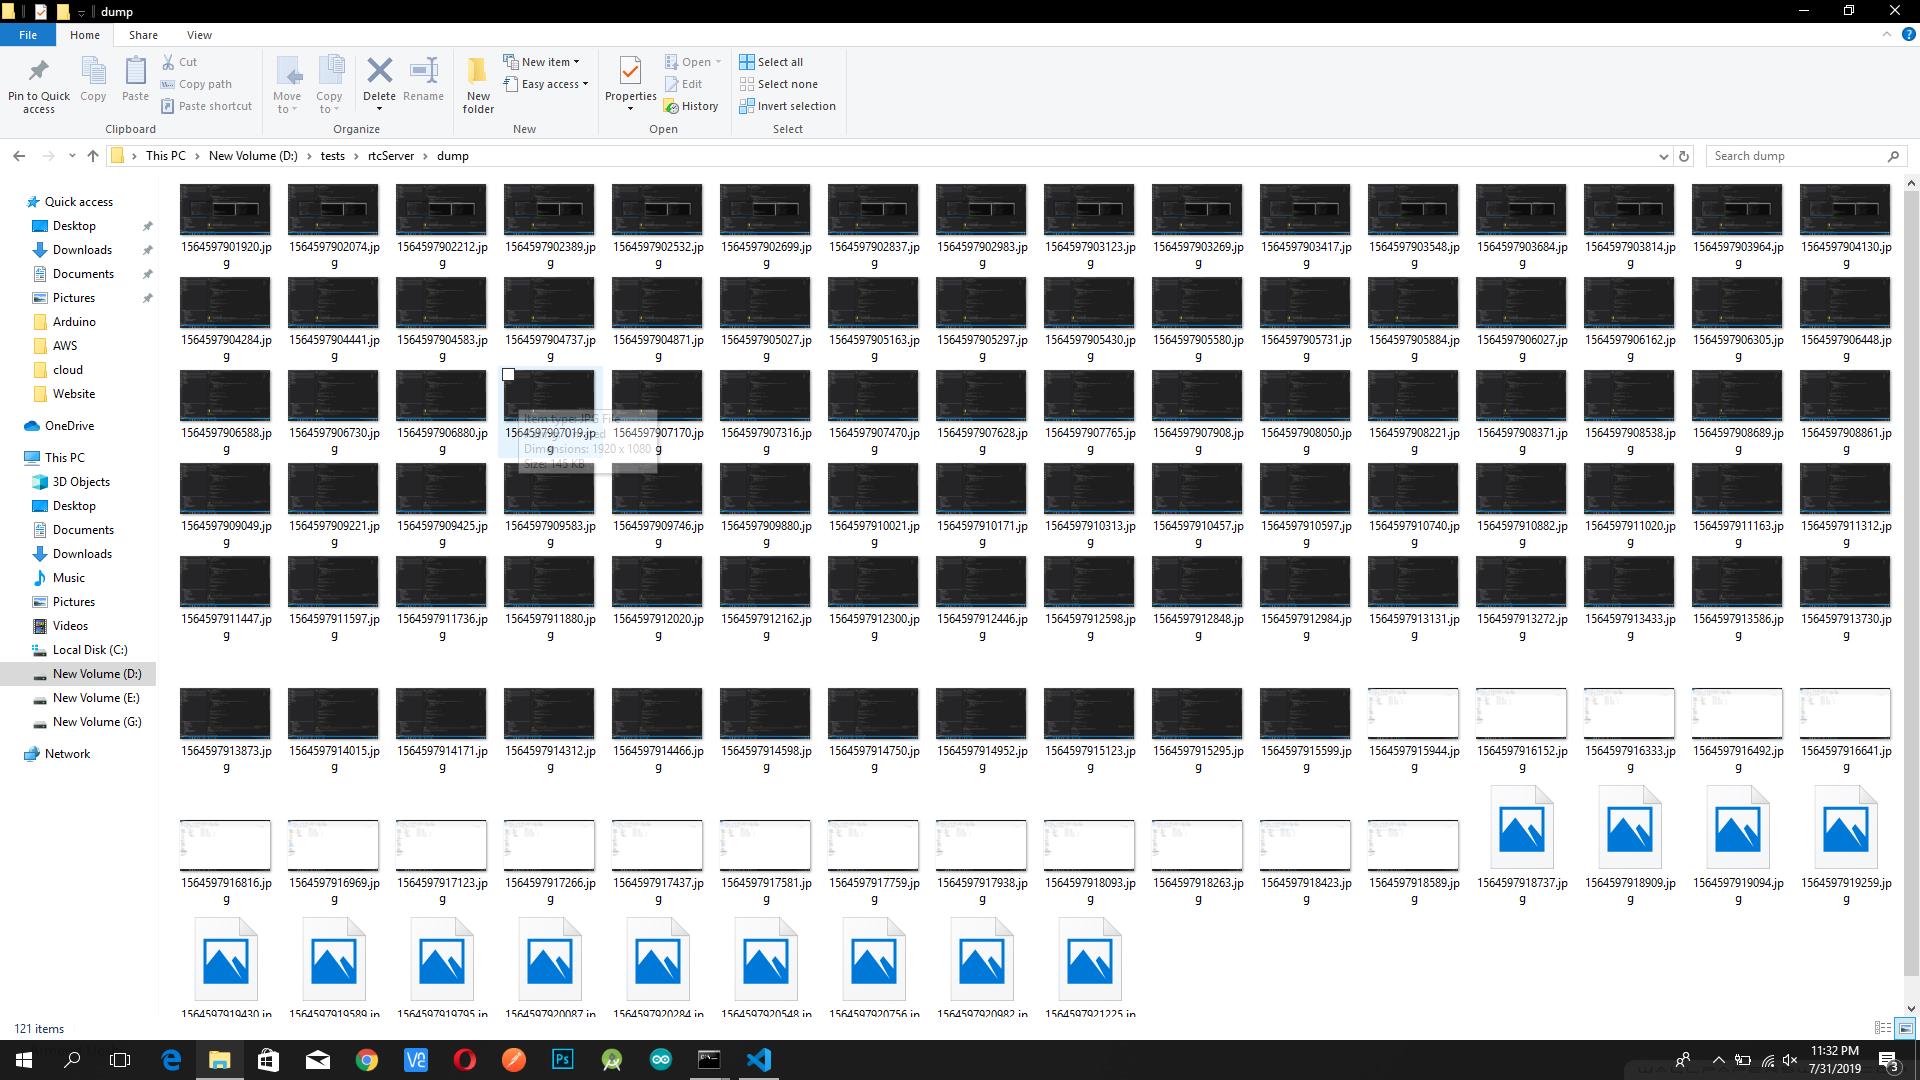 dump
File
Home
Share
View
Pin to Quick
access
Copy
Paste
Cut
Copy path
Paste shortcut
Clipboard
Move
to
Copy
to
Delete
Rename
Organize
New
folder
New item
Easy access
New
Properties
Open
Edit
History
Open
Select all
Select none
Invert selection
Select
This PC
New Volume (D:)
tests
rtcServer
dump
Search dump
Quick access
Desktop
Downloads
Documents
Pictures
Arduino
AWS
cloud
Website
OneDrive
This PC
3D Objects
Desktop
Documents
Downloads
Music
Pictures
Videos
Local Disk (C:)
New Volume (D:)
New Volume (E:)
New Volume (G:)
Network
1564597901920.jpg
1564597902074.jpg
1564597902212.jpg
1564597902389.jpg
1564597902532.jpg
1564597902699.jpg
1564597902837.jpg
1564597902983.jpg
1564597903123.jpg
1564597903269.jpg
1564597903417.jpg
1564597903548.jpg
1564597903684.jpg
1564597903814.jpg
1564597903964.jpg
1564597904130.jpg
1564597904284.jpg
1564597904441.jpg
1564597904583.jpg
1564597904737.jpg
1564597904871.jpg
1564597905027.jpg
1564597905163.jpg
1564597905297.jpg
1564597905430.jpg
1564597905580.jpg
1564597905731.jpg
1564597905884.jpg
1564597906027.jpg
1564597906162.jpg
1564597906305.jpg
1564597906448.jpg
1564597906588.jpg
1564597906730.jpg
1564597906880.jpg
1564597907019.jpg
1564597907170.jpg
1564597907316.jpg
1564597907470.jpg
1564597907628.jpg
1564597907765.jpg
1564597907908.jpg
1564597908050.jpg
1564597908221.jpg
1564597908371.jpg
1564597908538.jpg
1564597908689.jpg
1564597908861.jpg
Item type: JPG File
Dimensions: 1920 x 1080
Size: 145 KB
1564597909049.jpg
1564597909221.jpg
1564597909425.jpg
1564597909583.jpg
1564597909746.jpg
1564597909880.jpg
1564597910021.jpg
1564597910171.jpg
1564597910313.jpg
1564597910457.jpg
1564597910597.jpg
1564597910740.jpg
1564597910882.jpg
1564597911020.jpg
1564597911163.jpg
1564597911312.jpg
1564597911447.jpg
1564597911597.jpg
1564597911736.jpg
1564597911880.jpg
1564597912020.jpg
1564597912162.jpg
1564597912300.jpg
1564597912446.jpg
1564597912598.jpg
1564597912848.jpg
1564597912984.jpg
1564597913131.jpg
1564597913272.jpg
1564597913433.jpg
1564597913586.jpg
1564597913730.jpg
1564597913873.jpg
1564597914015.jpg
1564597914171.jpg
1564597914312.jpg
1564597914466.jpg
1564597914598.jpg
1564597914750.jpg
1564597914952.jpg
1564597915123.jpg
1564597915295.jpg
1564597915599.jpg
1564597915944.jpg
1564597916152.jpg
1564597916333.jpg
1564597916492.jpg
1564597916641.jpg
1564597916816.jpg
1564597916969.jpg
1564597917123.jpg
1564597917266.jpg
1564597917437.jpg
1564597917581.jpg
1564597917759.jpg
1564597917938.jpg
1564597918093.jpg
1564597918263.jpg
1564597918423.jpg
1564597918589.jpg
1564597918737.jpg
1564597918909.jpg
1564597919094.jpg
1564597919259.jpg
1564597919430.jp
1564597919589.jp
1564597919795.jp
1564597920087.jp
1564597920284.jp
1564597920548.jp
1564597920756.jp
1564597920982.jp
1564597921225.jp
121 items
Ps
11:32 PM
7/31/2019
3